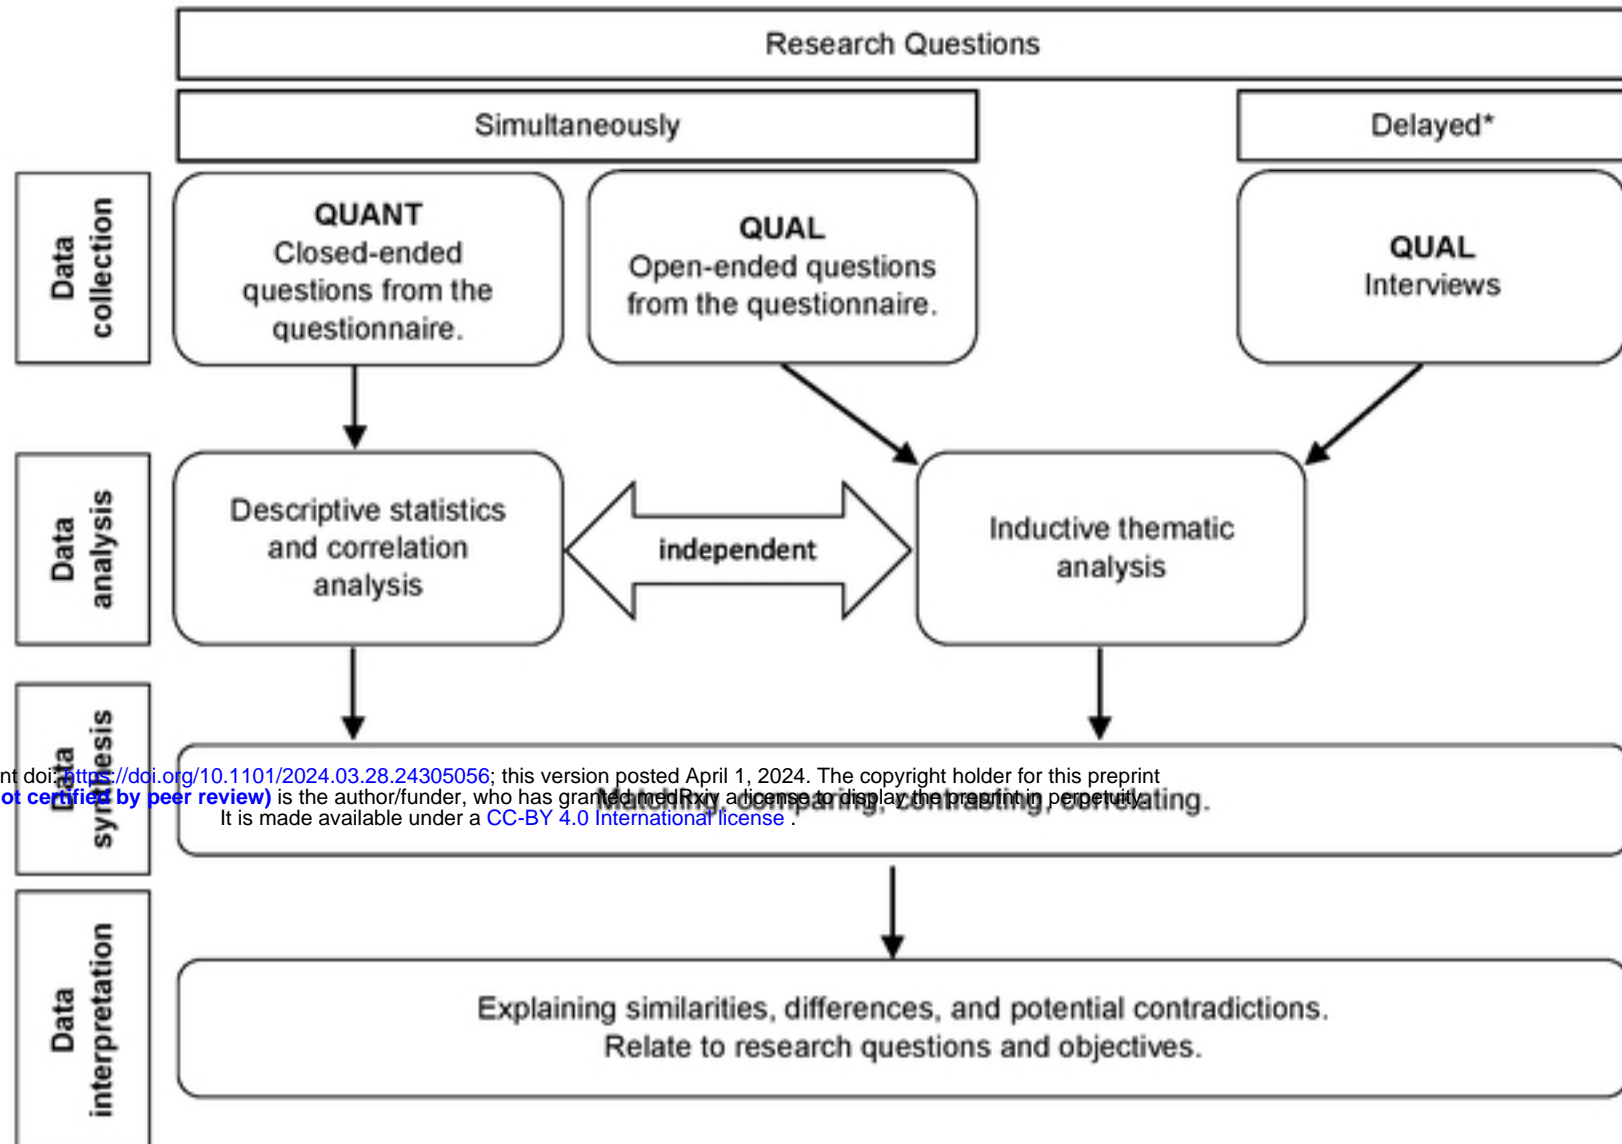 Research Questions
Simultaneously
Delayed*
Data
collection
QUANT
Closed-ended
questions from the
questionnaire.
QUAL
Open-ended questions
from the questionnaire.
QUAL
Interviews
Data
analysis
Descriptive statistics
and correlation
analysis
independent
Inductive thematic
analysis
Data
synthesis
nt doi: https://doi.org/10.1101/2024.03.28.24305056; this version posted April 1, 2024. The copyright holder for this preprint
ot certified by peer review) is the author/funder, who has granted medRxiv a license to display the preprint in perpetuity.
It is made available under a CC-BY 4.0 International license .
Matching, comparing, contrasting, correlating.
Data
interpretation
Explaining similarities, differences, and potential contradictions.
Relate to research questions and objectives.